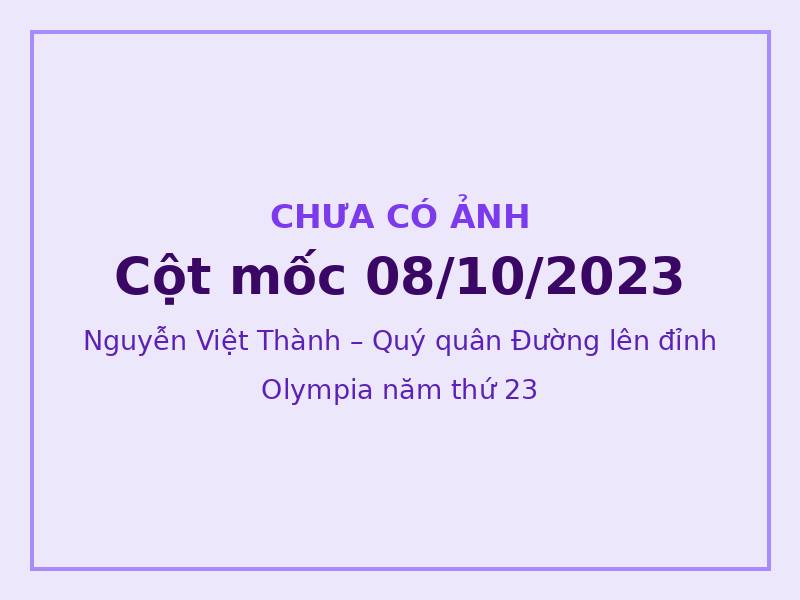 CHƯA CÓ ẢNH
Cột mốc 08/10/2023
Nguyễn Việt Thành – Quý quân Đường lên đỉnh
Olympia năm thứ 23